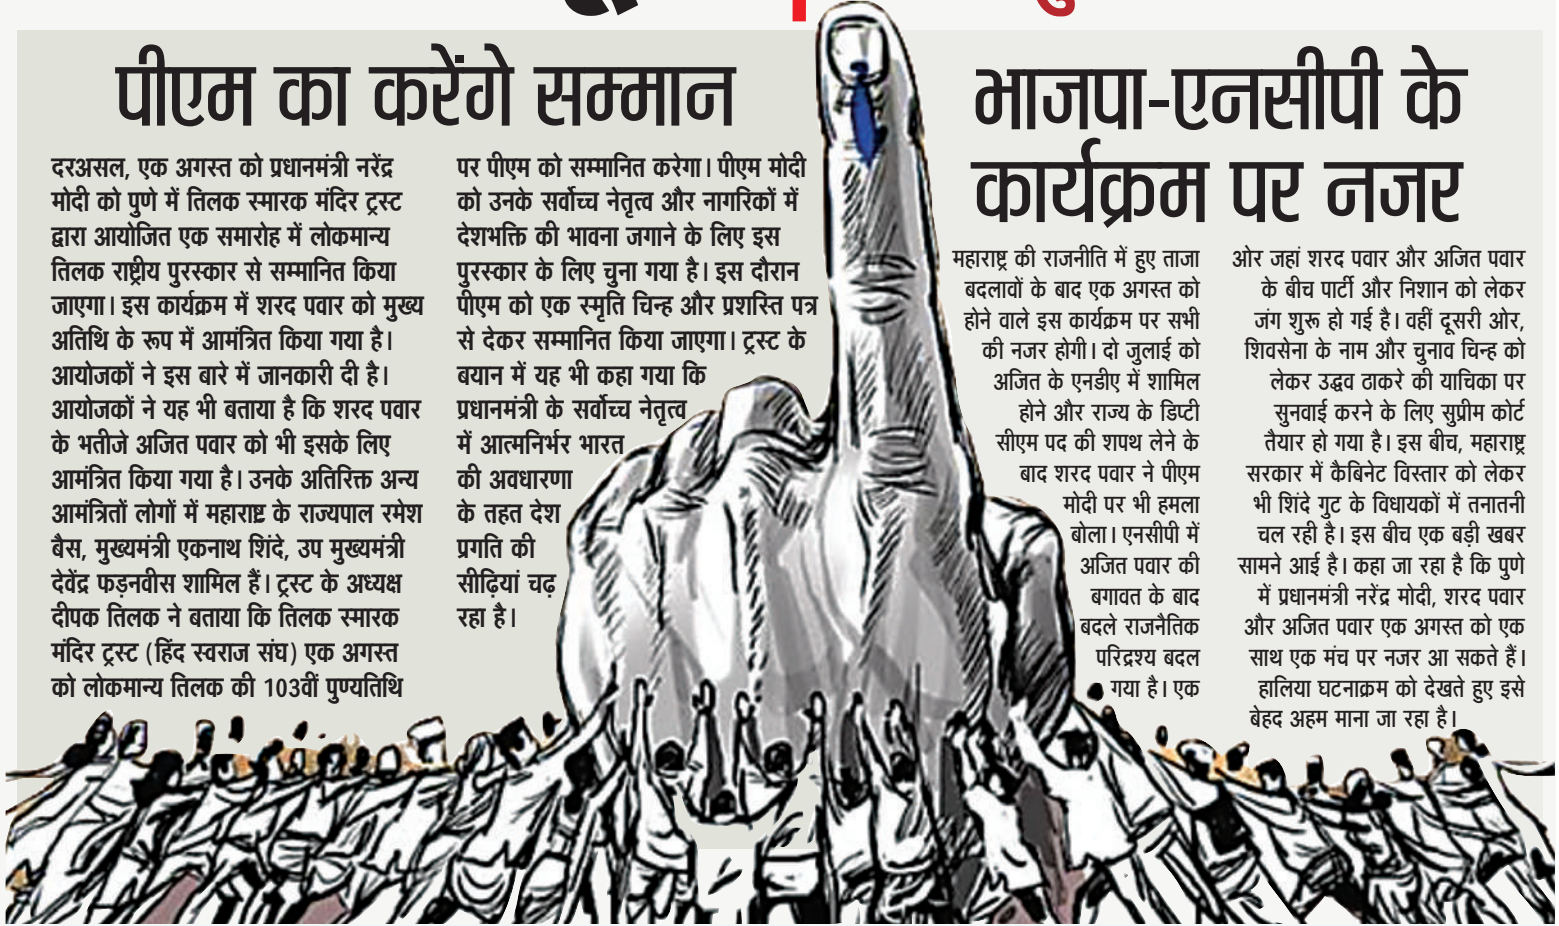 पीएम का करेंगे सम्मान
दरअसल, एक अगस्त को प्रधानमंत्री नरेंद्र
मोदी को पुणे में तिलक स्मारक मंदिर ट्रस्ट
द्वारा आयोजित एक समारोह में लोकमान्य
तिलक राष्ट्रीय पुरस्कार से सम्मानित किया
जाएगा। इस कार्यक्रम में शरद पवार को मुख्य
अतिथि के रूप में आमंत्रित किया गया है।
आयोजकों ने इस बारे में जानकारी दी है।
आयोजकों ने यह भी बताया है कि शरद पवार
के भतीजे अजित पवार को भी इसके लिए
आमंत्रित किया गया है। उनके अतिरिक्त अन्य
आमंत्रितों लोगों में महाराष्ट्र के राज्यपाल रमेश
बैस, मुख्यमंत्री एकनाथ शिंदे, उप मुख्यमंत्री
देवेंद्र फड़नवीस शामिल हैं। ट्रस्ट के अध्यक्ष
दीपक तिलक ने बताया कि तिलक स्मारक
मंदिर ट्रस्ट (हिंद स्वराज संघ) एक अगस्त
को लोकमान्य तिलक की 103वीं पुण्यतिथि
पर पीएम को सम्मानित करेगा। पीएम मोदी
को उनके सर्वोच्च नेतृत्व और नागरिकों में
देशभक्ति की भावना जगाने के लिए इस
पुरस्कार के लिए चुना गया है। इस दौरान
पीएम को एक स्मृति चिन्ह और प्रशस्ति पत्र
से देकर सम्मानित किया जाएगा। ट्रस्ट के
बयान में यह भी कहा गया कि
प्रधानमंत्री के सर्वोच्च नेतृत्व
में आत्मनिर्भर भारत
की अवधारणा
के तहत देश
प्रगति की
सीढ़ियां चढ़
रहा है।
भाजपा-एनसीपी के
कार्यक्रम पर नजर
महाराष्ट्र की राजनीति में हुए ताजा
बदलावों के बाद एक अगस्त को
होने वाले इस कार्यक्रम पर सभी
की नजर होगी। दो जुलाई को
अजित के एनडीए में शामिल
होने और राज्य के डिप्टी
सीएम पद की शपथ लेने के
बाद शरद पवार ने पीएम
मोदी पर भी हमला
बोला। एनसीपी में
अजित पवार की
बगावत के बाद
बदले राजनैतिक
परिद्रश्य बदल
गया है। एक
ओर जहां शरद पवार और अजित पवार
के बीच पार्टी और निशान को लेकर
जंग शुरू हो गई है। वहीं दूसरी ओर,
शिवसेना के नाम और चुनाव चिन्ह को
लेकर उद्धव ठाकरे की याचिका पर
सुनवाई करने के लिए सुप्रीम कोर्ट
तैयार हो गया है। इस बीच, महाराष्ट्र
सरकार में कैबिनेट विस्तार को लेकर
भी शिंदे गुट के विधायकों में तनातनी
चल रही है। इस बीच एक बड़ी खबर
सामने आई है। कहा जा रहा है कि पुणे
में प्रधानमंत्री नरेंद्र मोदी, शरद पवार
और अजित पवार एक अगस्त को एक
साथ एक मंच पर नजर आ सकते हैं।
हालिया घटनाक्रम को देखते हुए इसे
बेहद अहम माना जा रहा है।